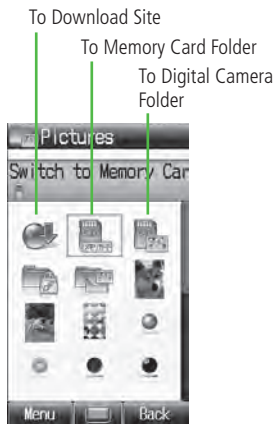 To Download Site
To Memory Card Folder
To Digital Camera
Folder
Pictures
Switch to Memory Car
Menu
Back